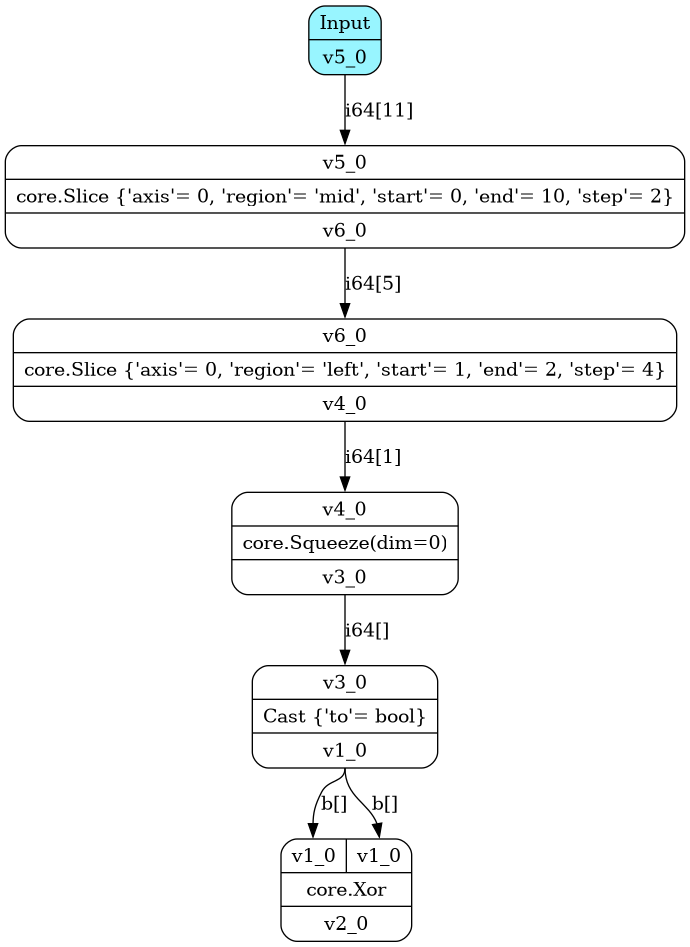 Input
v5_0
i64[11]
v5_0
core.Slice {'axis'= 0, 'region'= 'mid', 'start'= 0, 'end'= 10, 'step'= 2}
v6_0
i64[5]
v6_0
core.Slice {'axis'= 0, 'region'= 'left', 'start'= 1, 'end'= 2, 'step'= 4}
v4_0
i64[1]
v4_0
core.Squeeze(dim=0)
v3_0
i64[]
v3_0
Cast {'to'= bool}
v1_0
b[] b[]
v1_0 v1_0
core.Xor
v2_0